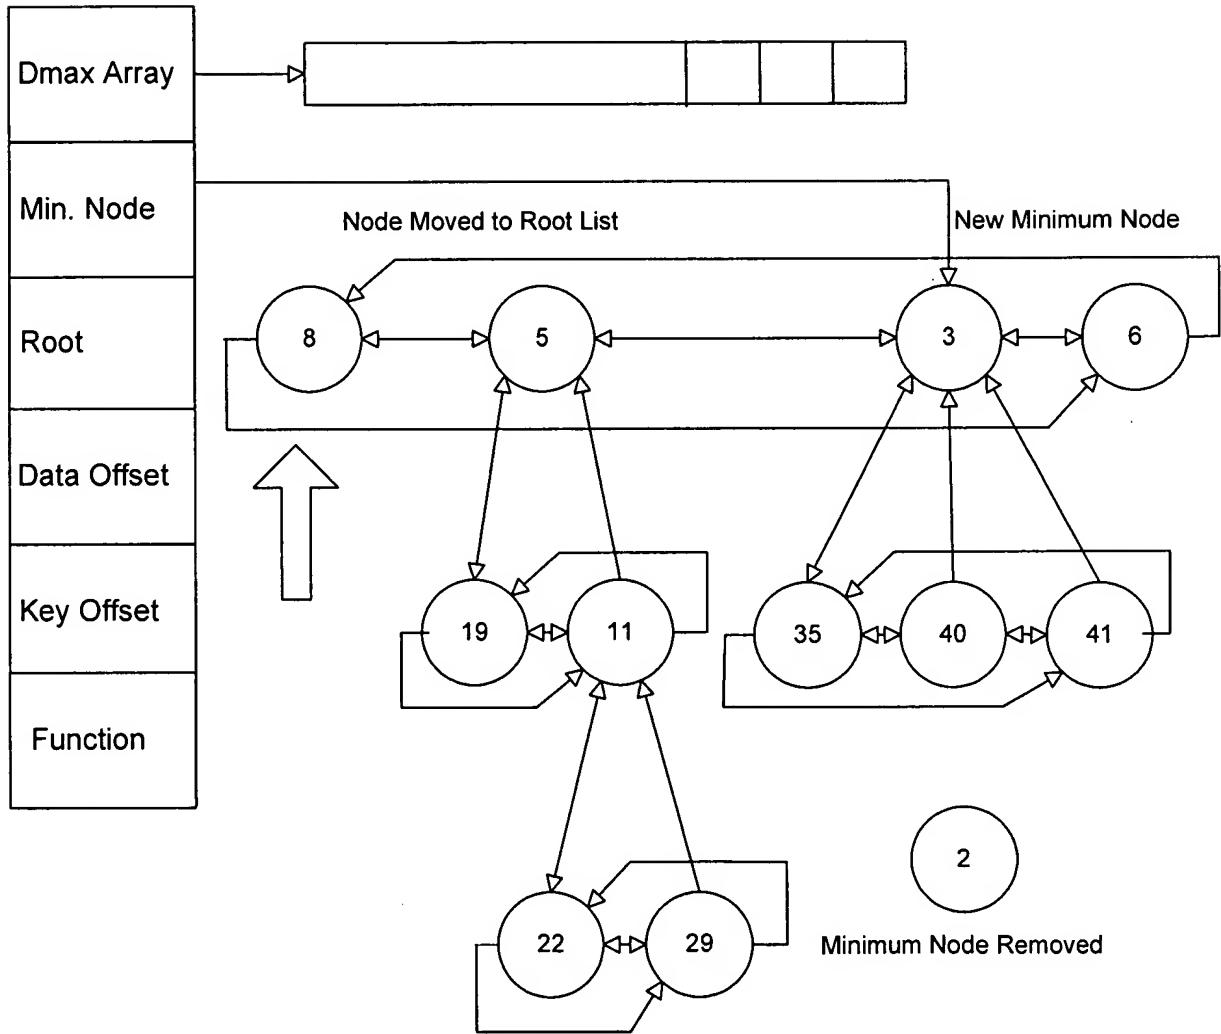 Dmax Array
Min. Node
Node Moved to Root List
New Minimum Node
Root
8
5
3
6
Data Offset
Key Offset
19
11
35
40
41
Function
2
22
29
Minimum Node Removed